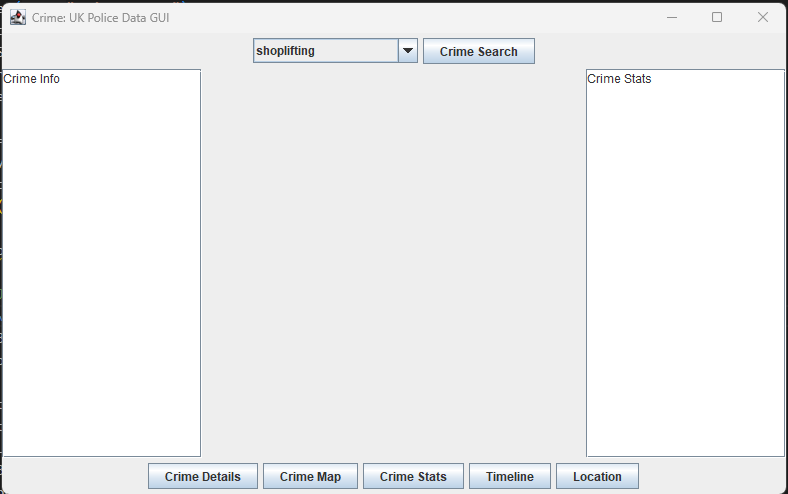 Crime: UK Police Data GUI
shoplifting
Crime Search
Crime Info
Crime Stats
Crime Details
Crime Map
Crime Stats
Timeline
Location